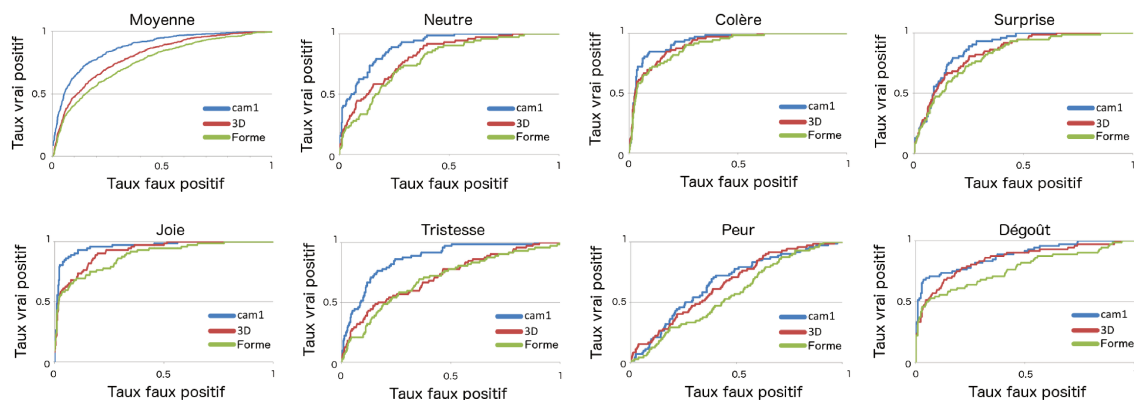 Moyenne
Taux vrai positif
1
0.5
0
cam1
3D
Forme
0.5
1
Taux faux positif
Neutre
Taux vrai positif
1
0.5
0
cam1
3D
Forme
0
0.5
1
Taux faux positif
Colère
Taux vrai positif
1
0.5
0
cam1
3D
Forme
0
0.5
1
Taux faux positif
Surprise
Taux vrai positif
1
0.5
0
cam1
3D
Forme
0
0.5
1
Taux faux positif
Joie
Taux vrai positif
1
0.5
0
cam1
3D
Forme
0
0.5
1
Taux faux positif
Tristesse
Taux vrai positif
1
0.5
0
cam1
3D
Forme
0
0.5
1
Taux faux positif
Peur
Taux vrai positif
1
0.5
0
cam1
3D
Forme
0
0.5
1
Taux faux positif
Dégoût
Taux vrai positif
1
0.5
0
cam1
3D
Forme
0
0.5
1
Taux faux positif